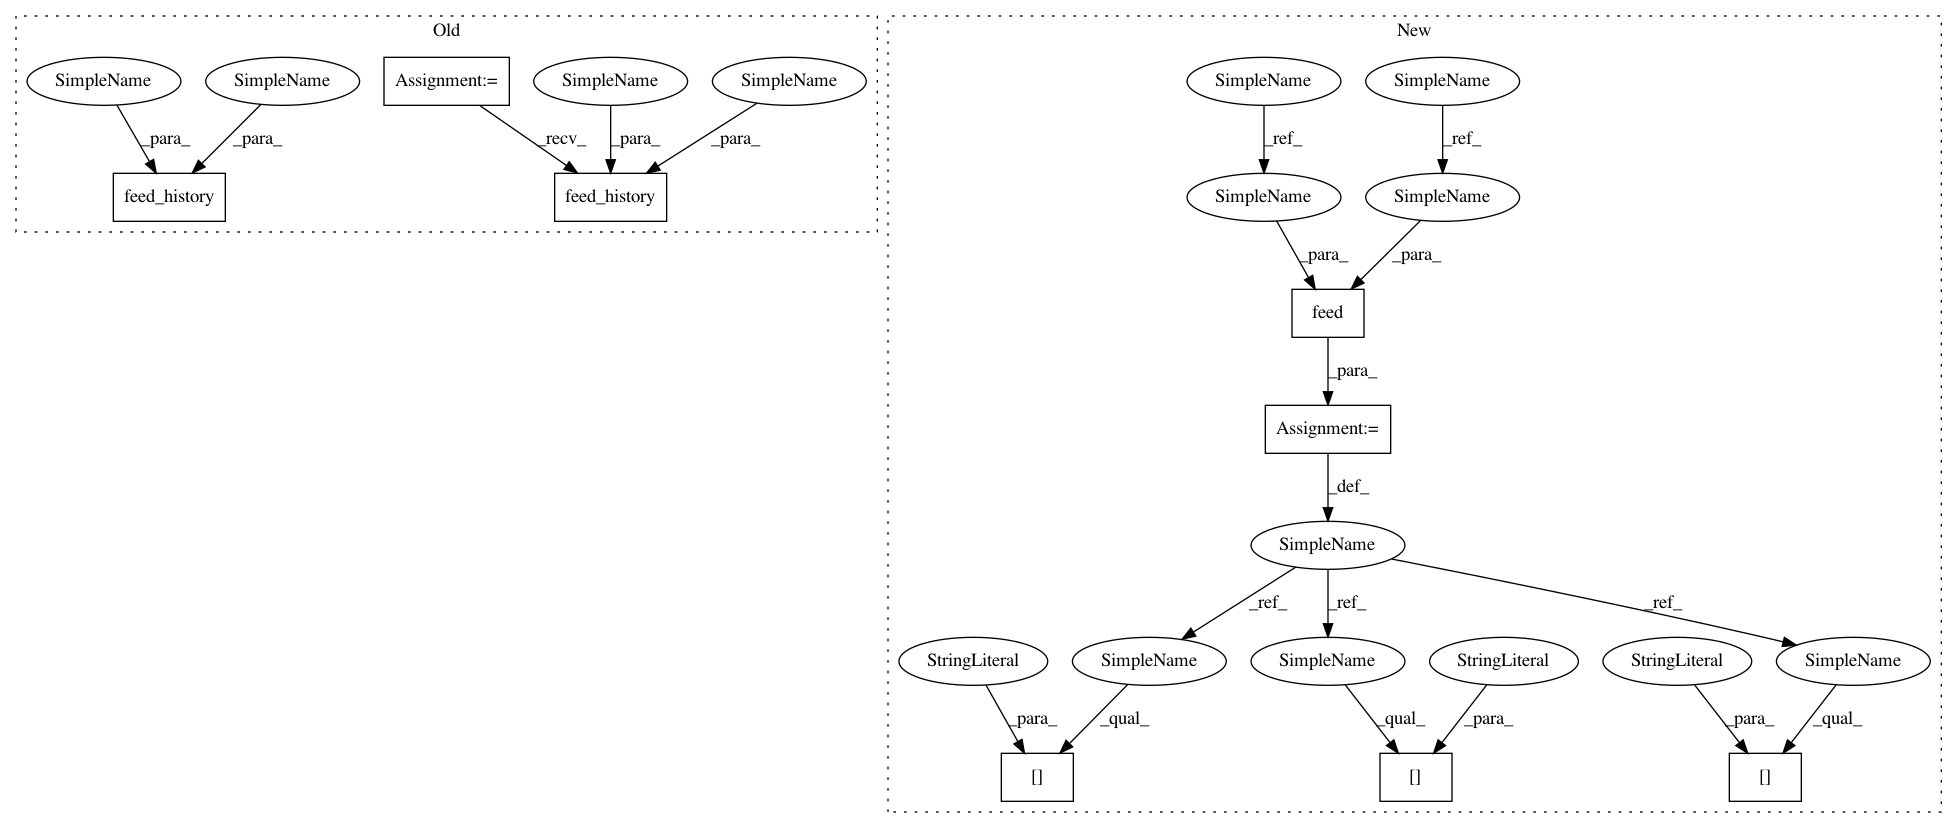 Old
SimpleName
SimpleName
Assignment:=
SimpleName
SimpleName
_para_
_para_
_recv_
_para_
_para_
feed_history
feed_history
New
SimpleName
SimpleName
_ref_
_ref_
SimpleName
SimpleName
_para_
_para_
feed
_para_
Assignment:=
_def_
SimpleName
_ref_
_ref_
_ref_
StringLiteral
SimpleName
SimpleName
StringLiteral
StringLiteral
SimpleName
_para_
_qual_
_qual_
_para_
_para_
_qual_
[]
[]
[]